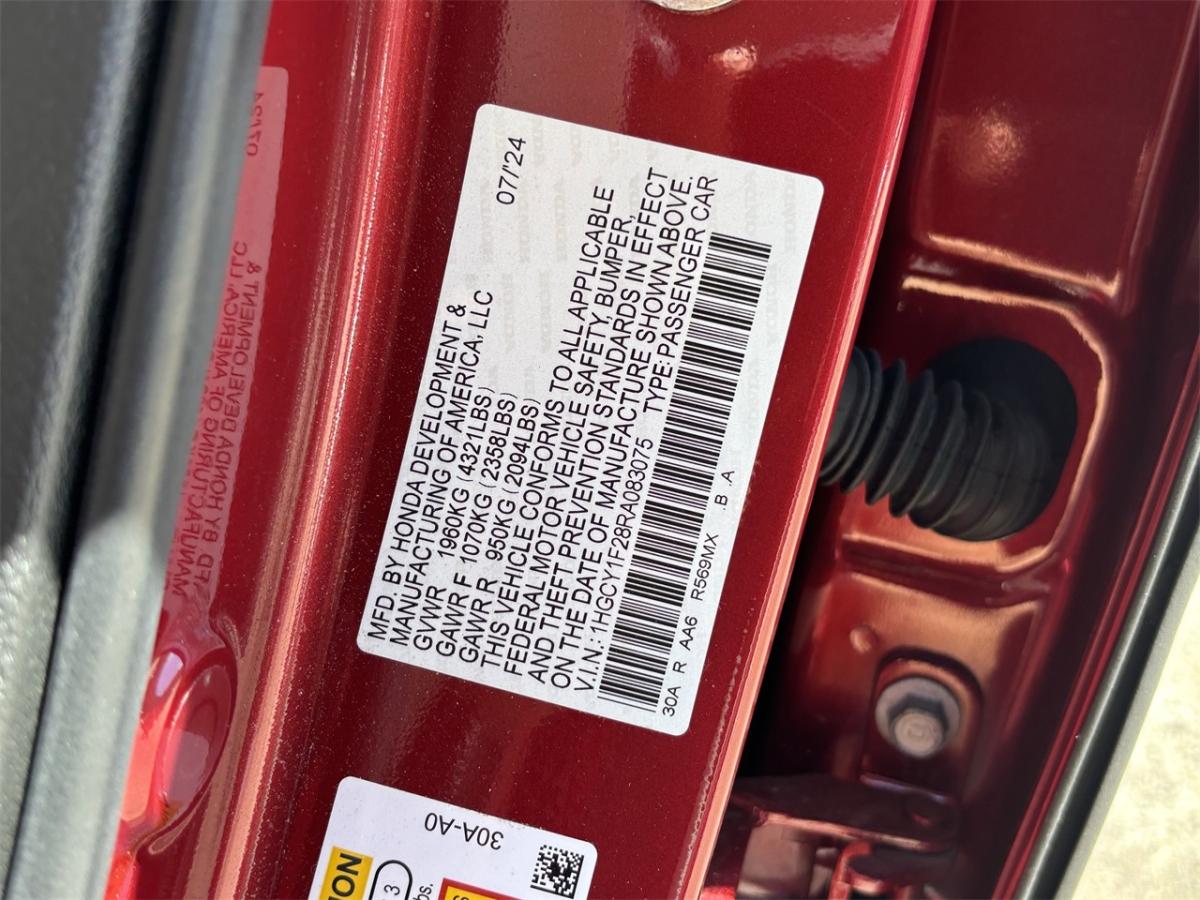 07/'24
MFD. BY HONDA DEVELOPMENT &
MANUFACTURING OF AMERICA, LLC
GVWR 1960KG (4321LBS)
GAWR F 1070KG (2358LBS)
GAWR R 950KG (2094LBS)
THIS VEHICLE CONFORMS TO ALL APPLICABLE
FEDERAL MOTOR VEHICLE SAFETY, BUMPER,
AND THEFT PREVENTION STANDARDS IN EFFECT
ON THE DATE OF MANUFACTURE SHOWN ABOVE.
V.I.N.: 1HGCY1F28RA083075 TYPE: PASSENGER CAR
30A R AA6 R569MX .B .A
30A-A0